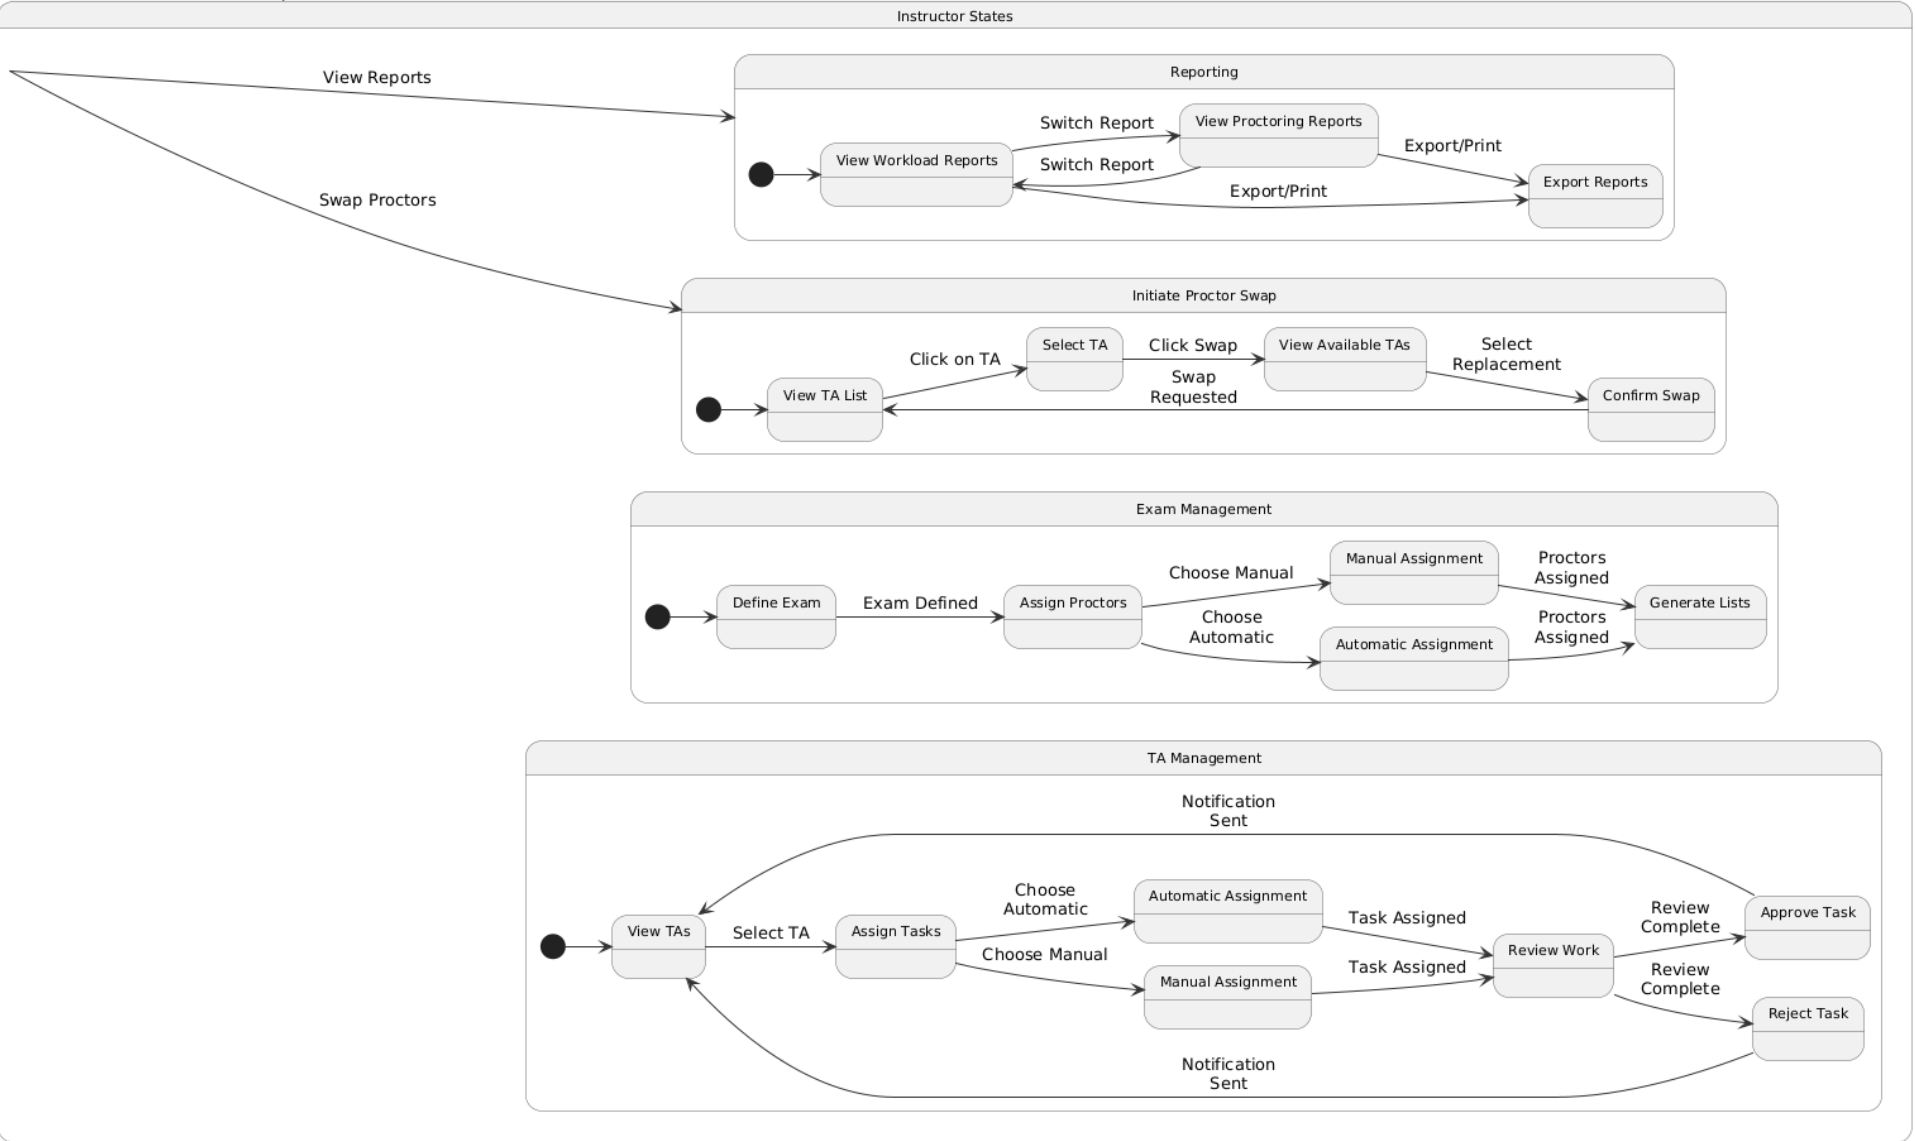 Instructor States
View Reports
Swap Proctors
Reporting
View Workload Reports
Switch Report
Switch Report
View Proctoring Reports
Export/Print
Export/Print
Export Reports
Initiate Proctor Swap
View TA List
Click on TA
Select TA
Click Swap
View Available TAs
Select
Replacement
Swap
Requested
Confirm Swap
Exam Management
Define Exam
Exam Defined
Assign Proctors
Choose Manual
Choose
Automatic
Manual Assignment
Automatic Assignment
Proctors
Assigned
Proctors
Assigned
Generate Lists
TA Management
Notification
Sent
View TAs
Select TA
Assign Tasks
Choose
Automatic
Choose Manual
Automatic Assignment
Manual Assignment
Task Assigned
Task Assigned
Review Work
Review
Complete
Review
Complete
Approve Task
Reject Task
Notification
Sent